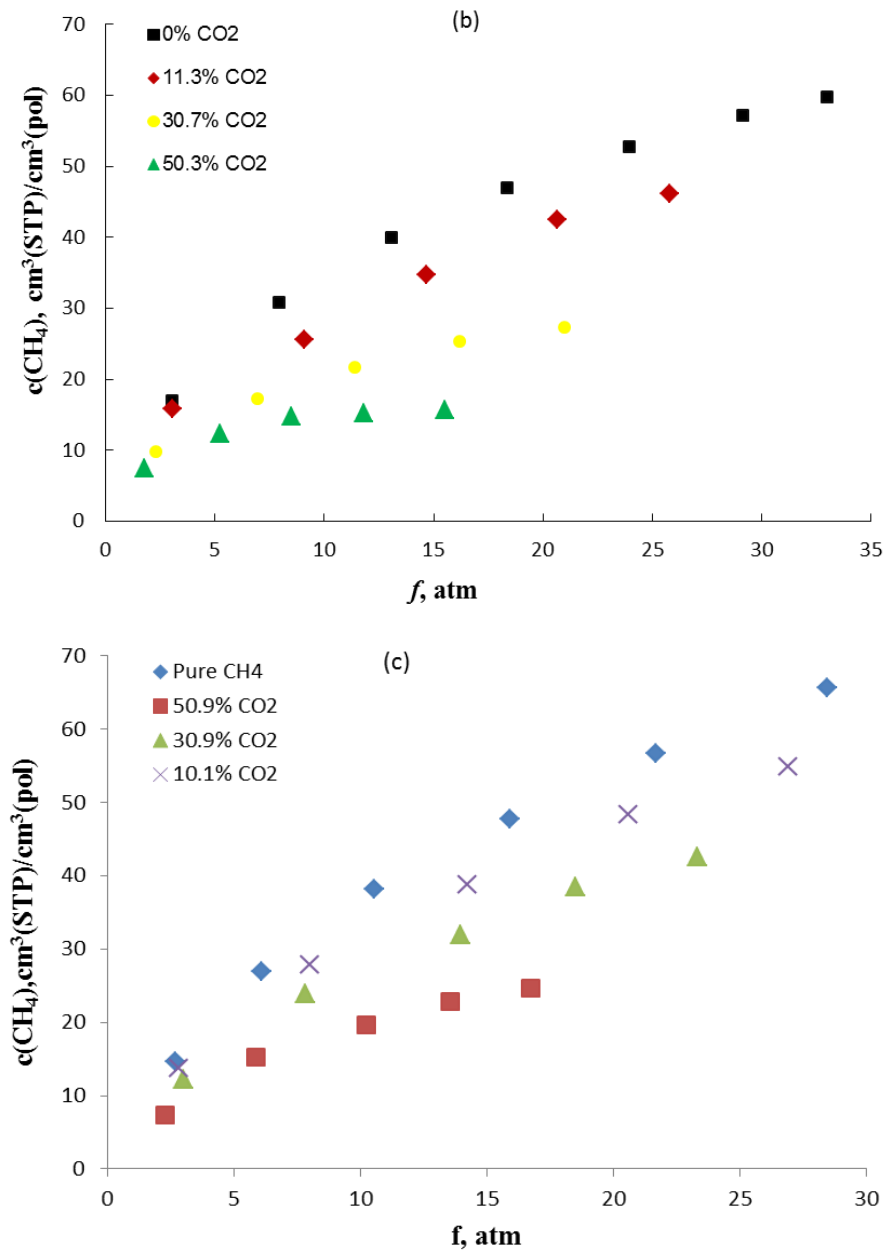 (b)
0% CO2
11.3% CO2
30.7% CO2
50.3% CO2
c(CH₄), cm³(STP)/cm³(pol)
70
60
50
40
30
20
10
0
0 5 10 15 20 25 30 35
f, atm
(c)
Pure CH4
50.9% CO2
30.9% CO2
10.1% CO2
c(CH₄),cm³(STP)/cm³(pol)
70
60
50
40
30
20
10
0
0 5 10 15 20 25 30
f, atm